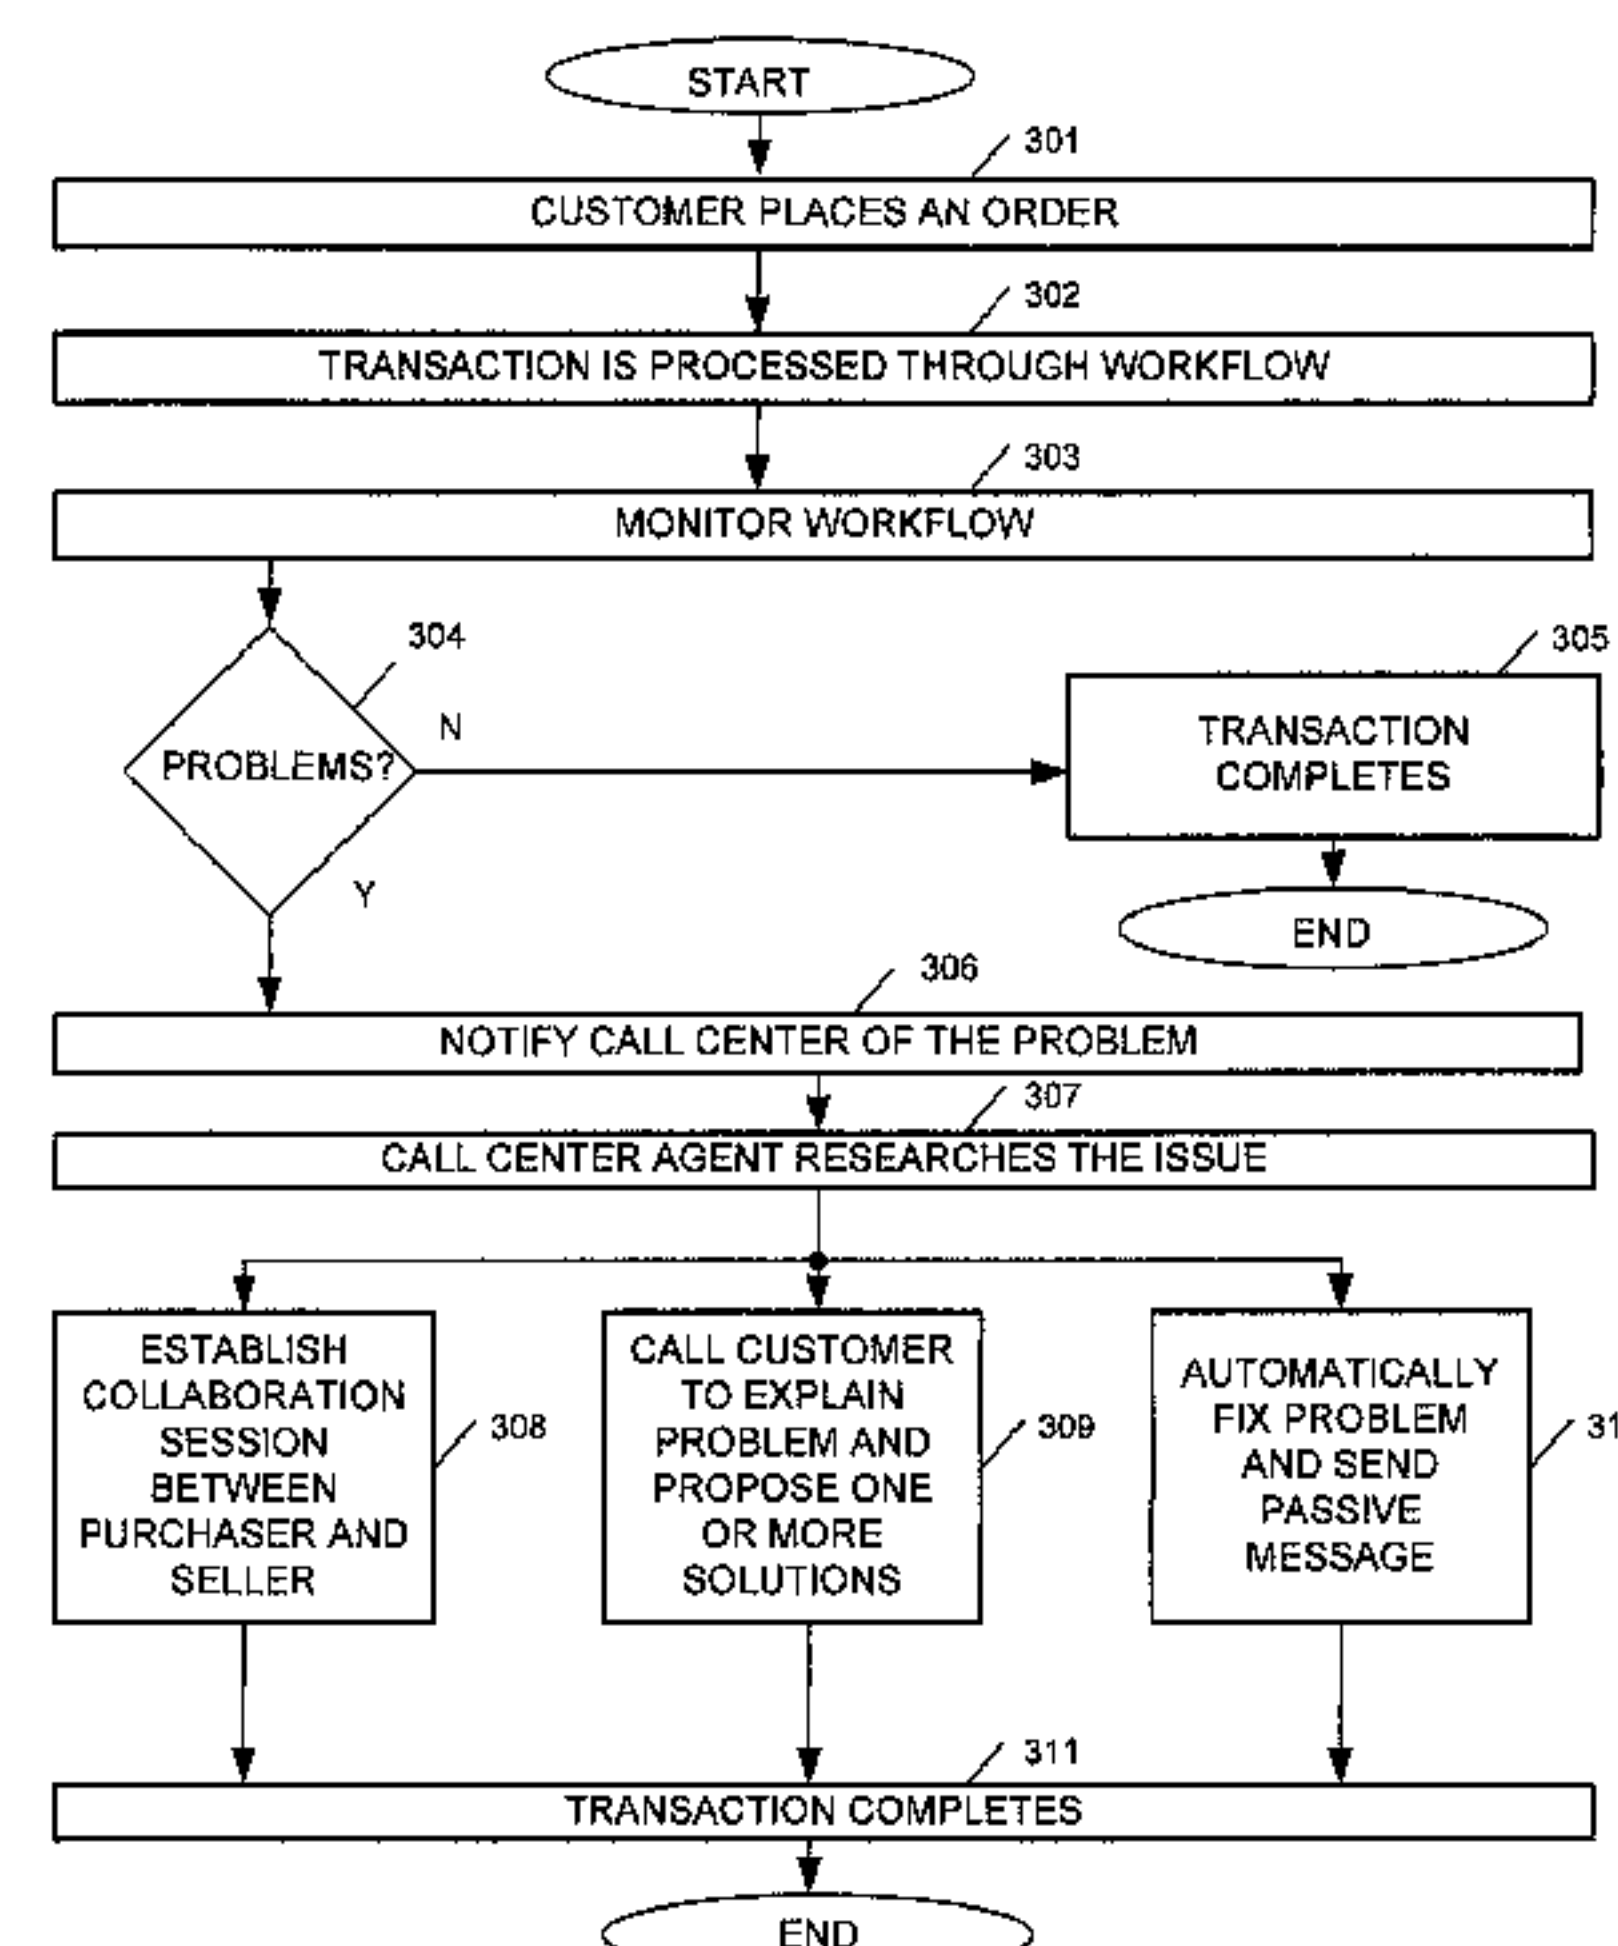 START
301
CUSTOMER PLACES AN ORDER
302
TRANSACTION IS PROCESSED THROUGH WORKFLOW
303
MONITOR WORKFLOW
304
305
N
PROBLEMS?
TRANSACTION
COMPLETES
Y
END
306
NOTIFY CALL CENTER OF THE PROBLEM
307
CALL CENTER AGENT RESEARCHES THE ISSUE
ESTABLISH
COLLABORATION
SESSION
BETWEEN
PURCHASER AND
SELLER
308
CALL CUSTOMER
TO EXPLAIN
PROBLEM AND
PROPOSE ONE
OR MORE
SOLUTIONS
309
AUTOMATICALLY
FIX PROBLEM
AND SEND
PASSIVE
MESSAGE
31
311
TRANSACTION COMPLETES
END